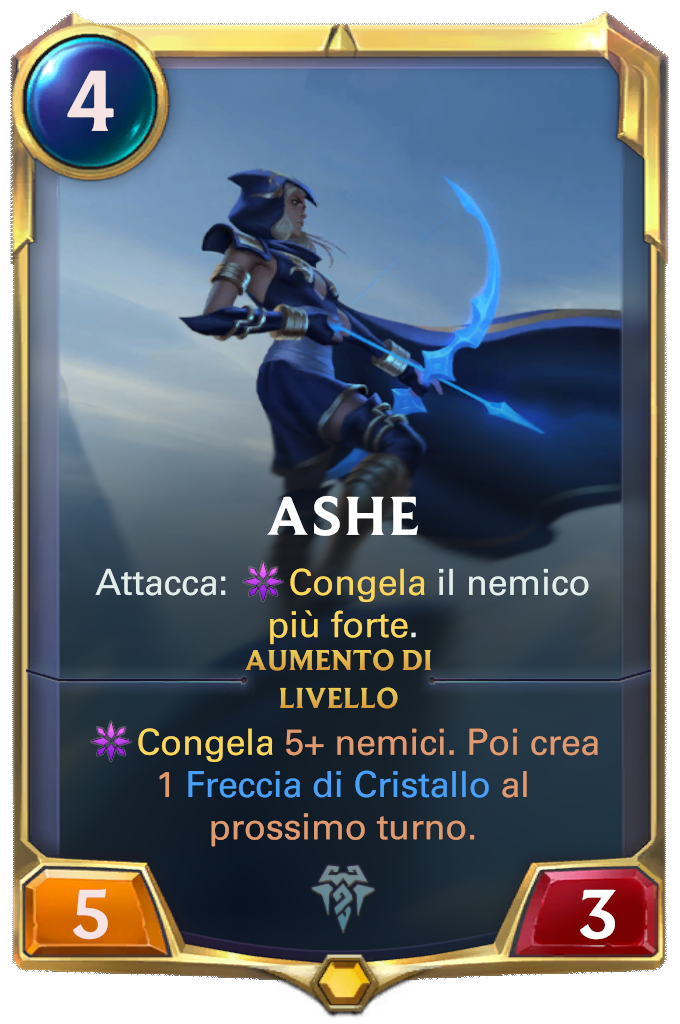 4
ASHE
Attacca: Congela il nemico
più forte.
AUMENTO DI
LIVELLO
Congela 5+ nemici. Poi crea
1 Freccia di Cristallo al
prossimo turno.
5
3